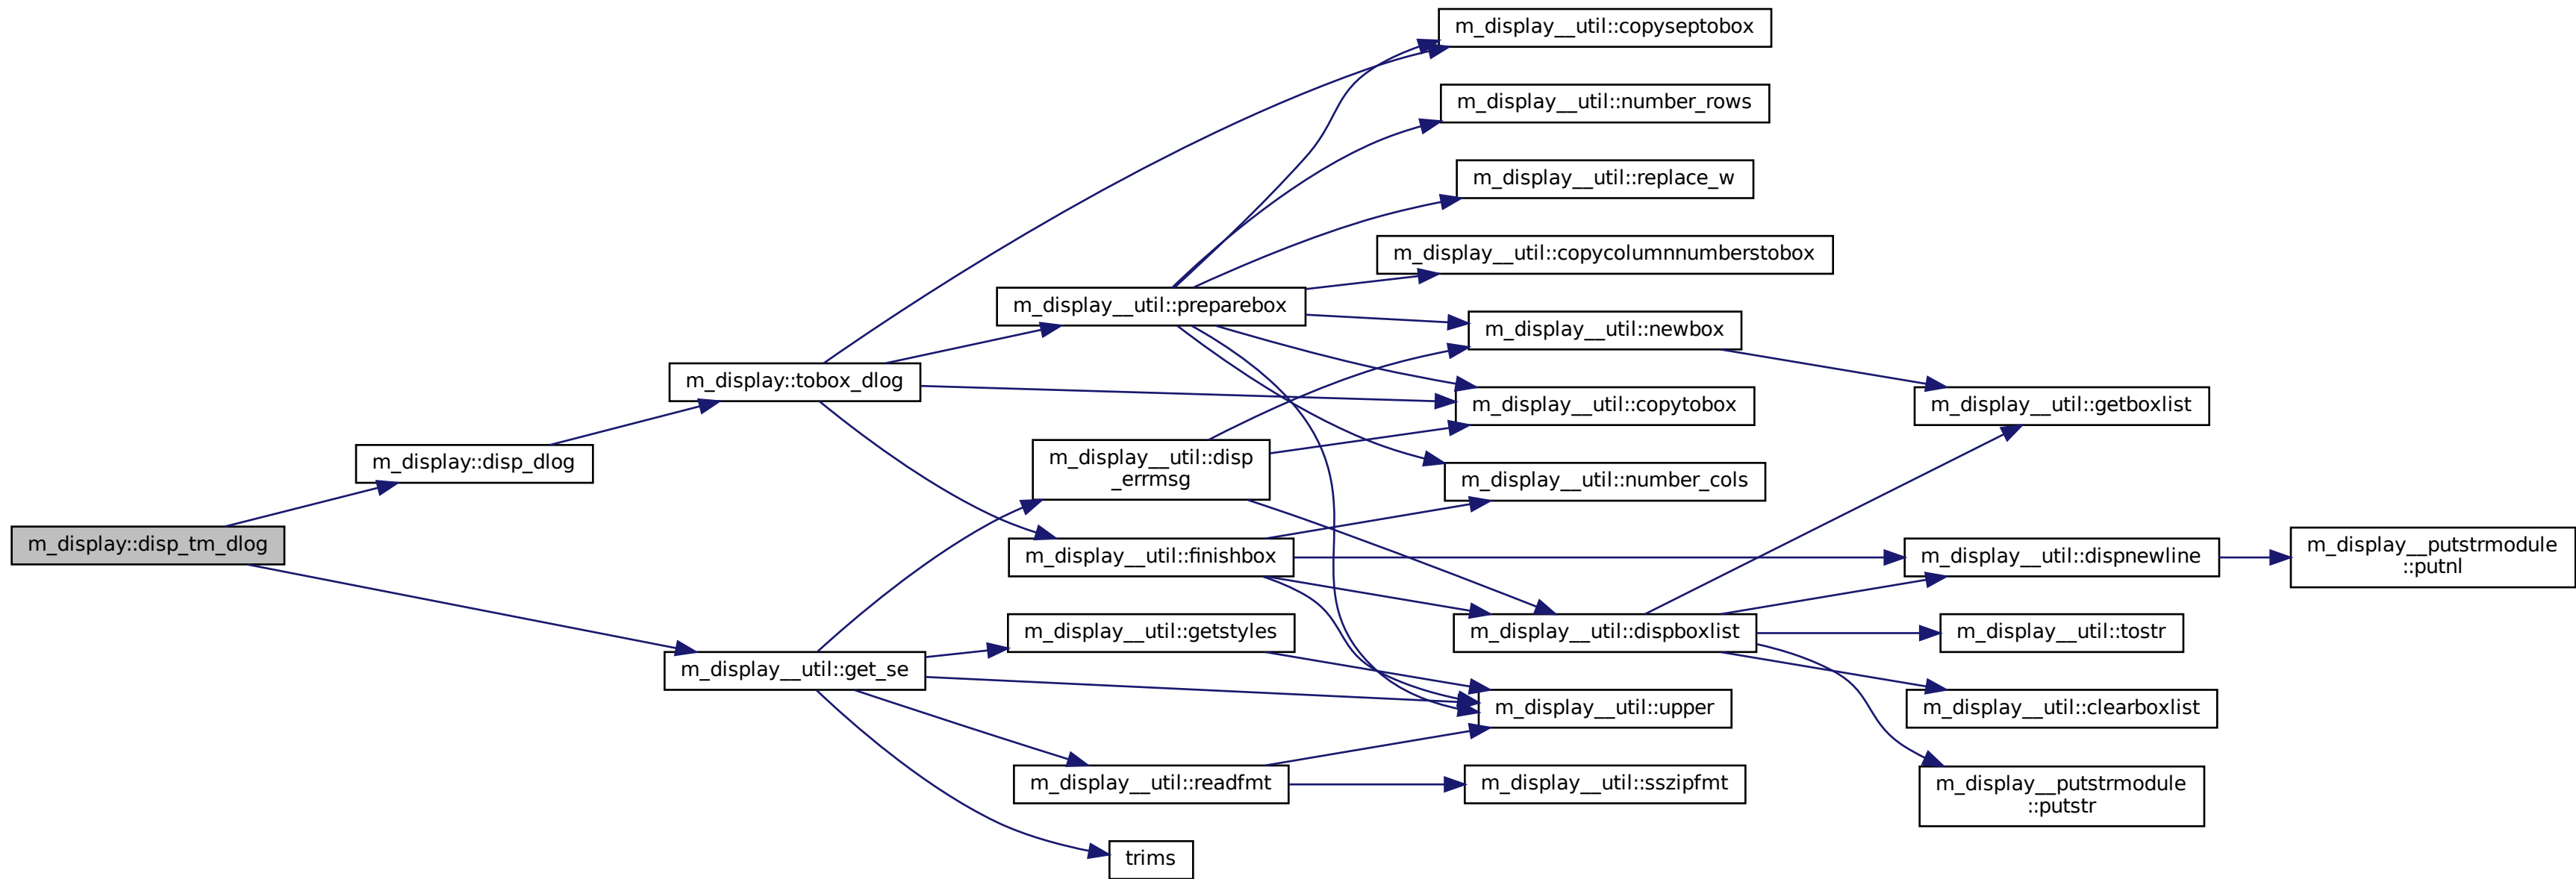 m_display__util::copyseptobox
m_display__util::number_rows
m_display__util::replace_w
m_display__util::copycolumnnumberstobox
m_display__util::preparebox
m_display__util::newbox
m_display::tobox_dlog
m_display__util::copytobox
m_display__util::getboxlist
m_display::disp_dlog
m_display__util::disp
_errmsg
m_display__util::number_cols
m_display::disp_tm_dlog
m_display__util::finishbox
m_display__util::dispnewline
m_display__putstrmodule
::putnl
m_display__util::getstyles
m_display__util::dispboxlist
m_display__util::tostr
m_display__util::get_se
m_display__util::upper
m_display__util::clearboxlist
m_display__util::readfmt
m_display__util::sszipfmt
m_display__putstrmodule
::putstr
trims